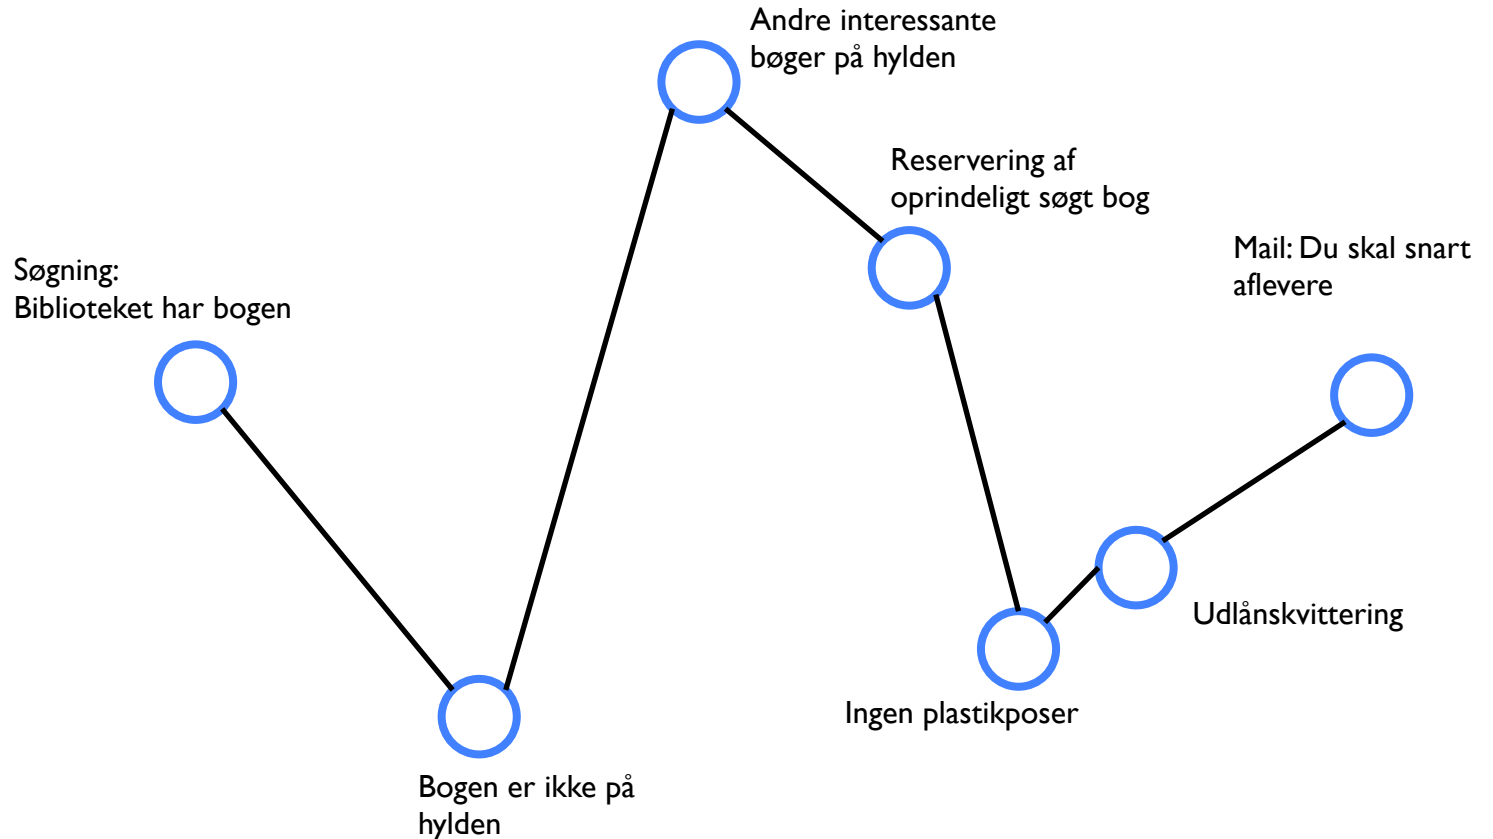 Andre interessante
bøger på hylden
Reservering af
oprindeligt søgt bog
Mail: Du skal snart
aflevere
Søgning:
Biblioteket har bogen
Udlånskvittering
Ingen plastikposer
Bogen er ikke på
hylden